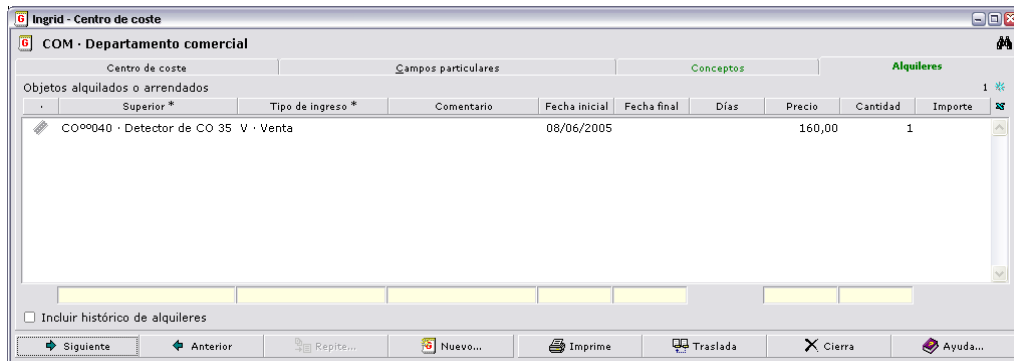 Ingrid - Centro de coste
COM · Departamento comercial
Centro de coste Campos particulares Conceptos Alquileres
Objetos alquilados o arrendados 1
· Superior * Tipo de ingreso * Comentario Fecha inicial Fecha final Días Precio Cantidad Importe
COºº040 · Detector de CO 35 V · Venta 08/06/2005 160,00 1
Incluir histórico de alquileres
Siguiente Anterior Repite... Nuevo... Imprime Traslada Cierra Ayuda...